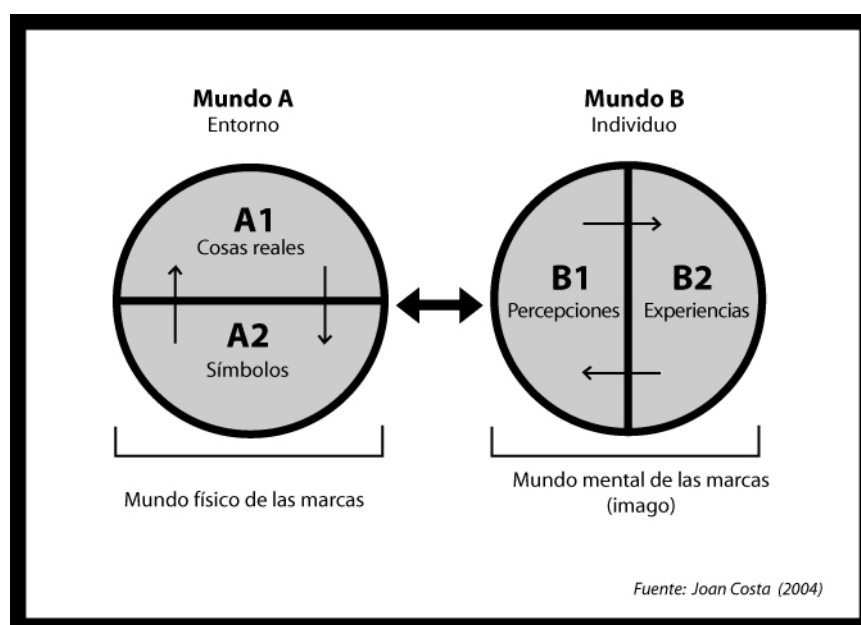 Mundo A
Entorno
A1
Cosas reales
A2
Símbolos
Mundo físico de las marcas
Mundo B
Individuo
B1
Percepciones
B2
Experiencias
Mundo mental de las marcas
(imago)
Fuente: Joan Costa (2004)